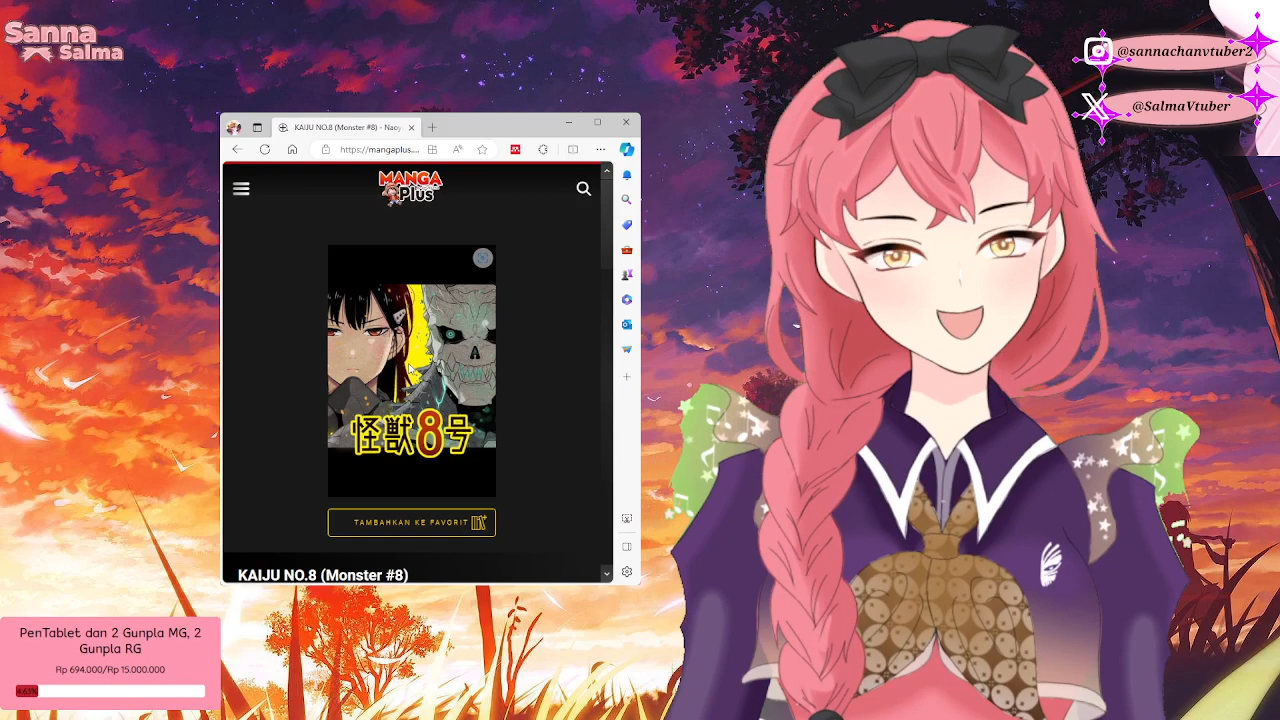 Sanna
Salma
@sannachanvtuber2
@SalmaVtuber
KAIJU NO.8 (Monster #8) - Naoy
https://mangaplus....
MANGA
Plus
怪獣8号
TAMBAHKAN KE FAVORIT
KAIJU NO.8 (Monster #8)
PenTablet dan 2 Gunpla MG, 2
Gunpla RG
Rp 694.000/Rp 15.000.000
4.63%